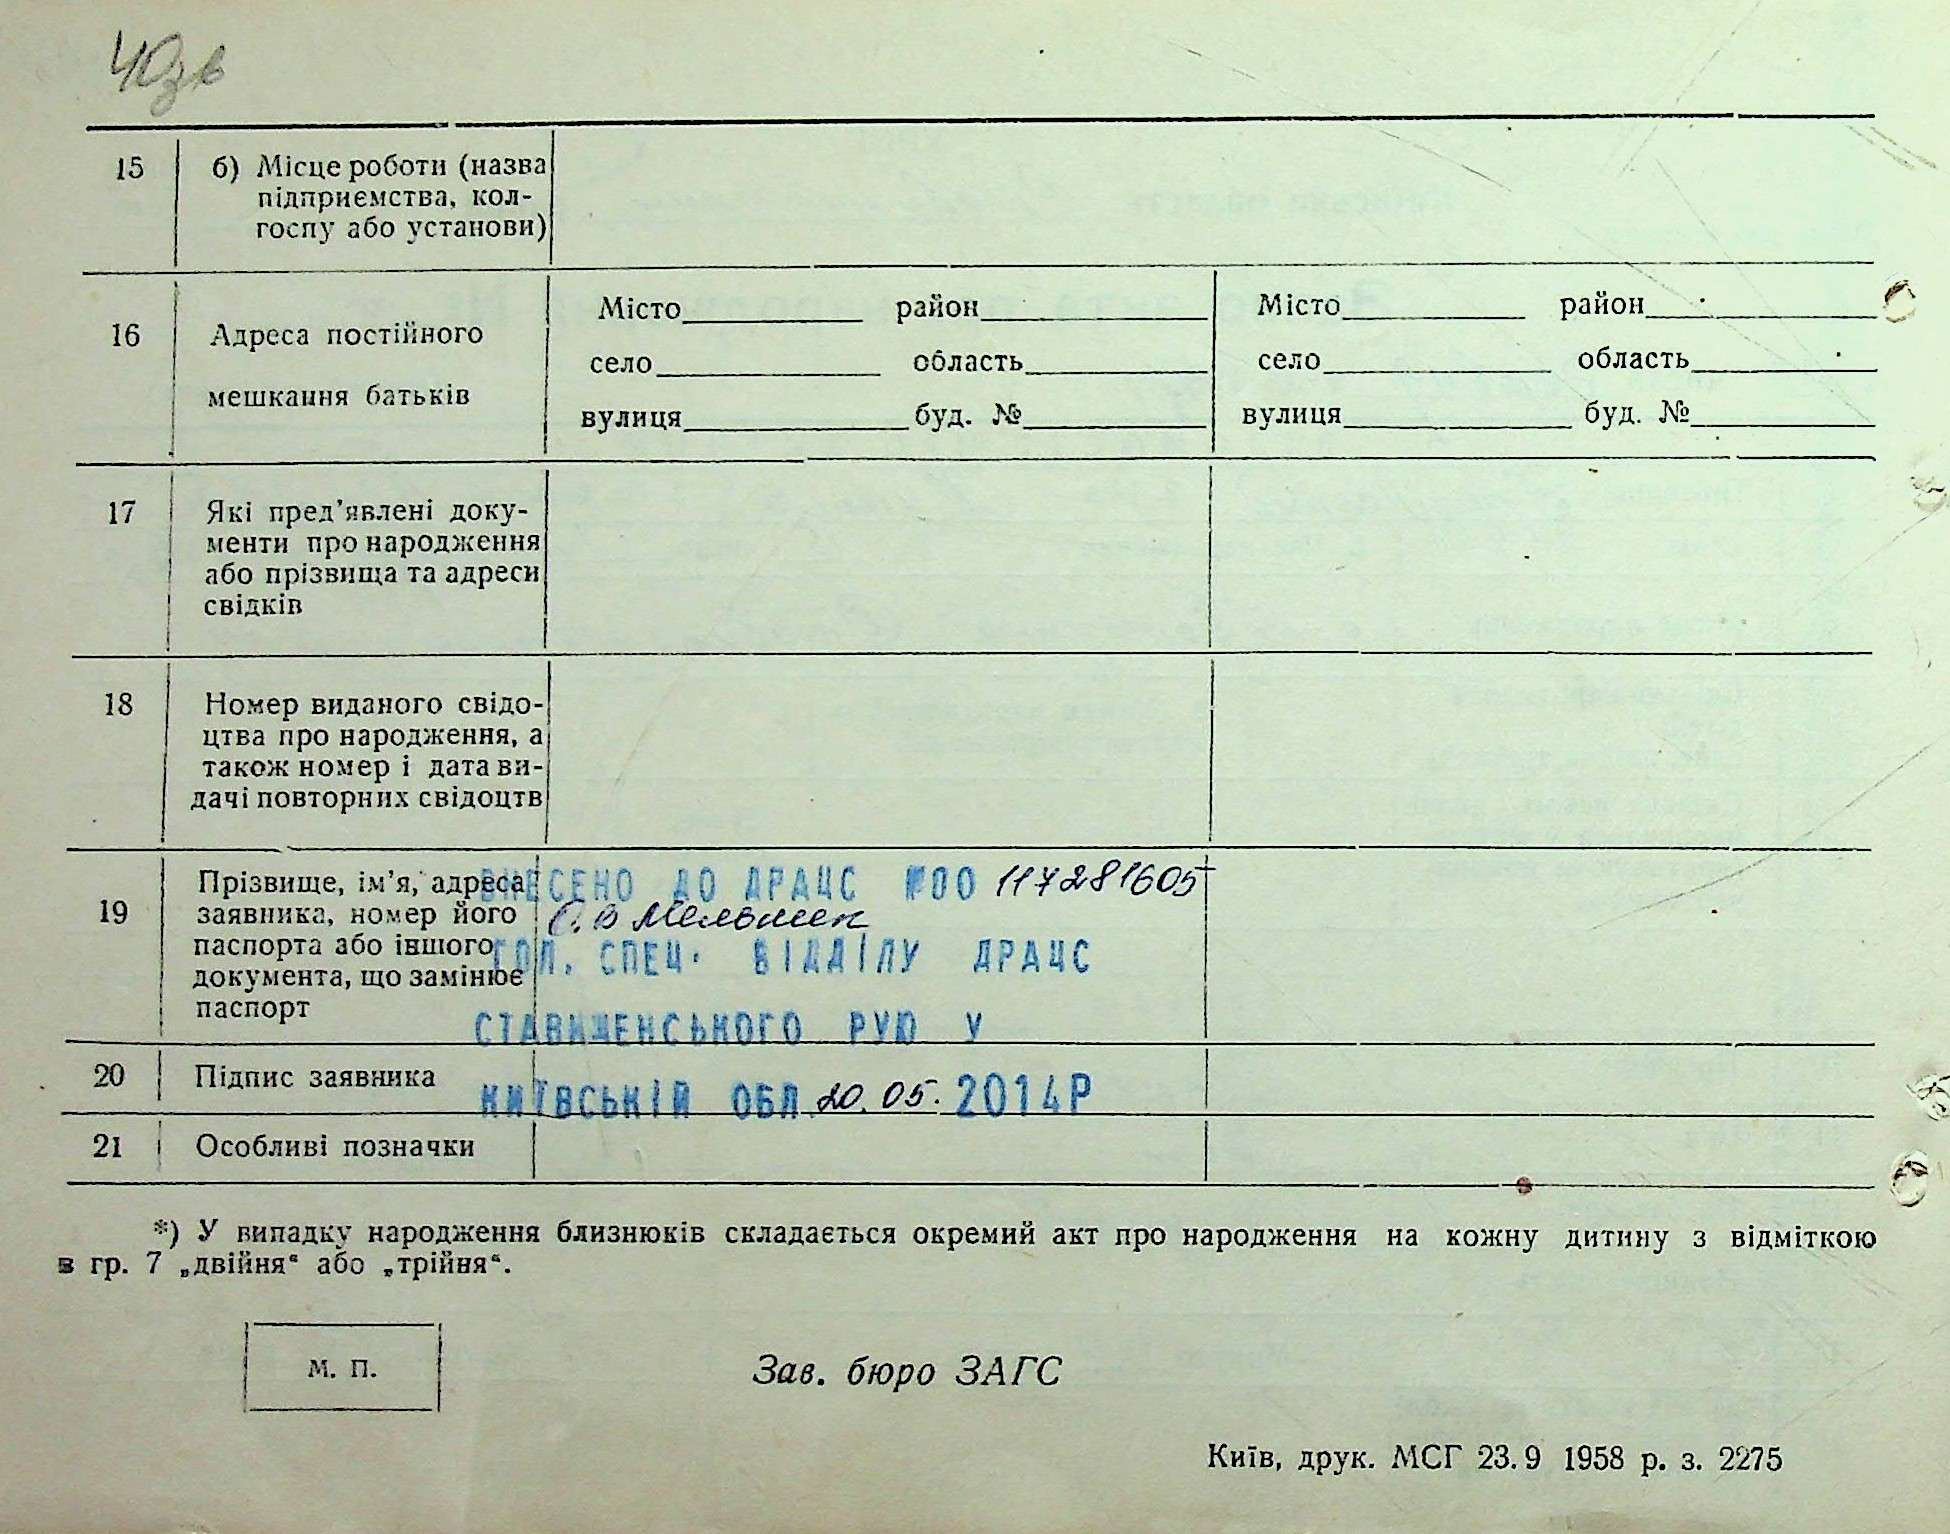 40зв
15 б) Місце роботи (назва
підприємства, кол-
госпу або установи)
16 Адреса постійного
мешкання батьків
Місто район
село область
вулиця буд. №
Місто район
село область
вулиця буд. №
17 Які пред’явлені доку-
менти про народження
або прізвища та адреси
свідків
18 Номер виданого свідо-
цтва про народження, а
також номер і дата ви-
дачі повторних свідоцтв
19 Прізвище, ім’я, адреса
заявника, номер його
паспорта або іншого
документа, що замінює
паспорт
ВНЕСЕНО ДО ДРАЦС №00 117281605
С.В Мельник
ГОЛ. СПЕЦ. ВІДДІЛУ ДРАЦС
СТАВИЩЕНСЬКОГО РУЮ У
КИЇВСЬКІЙ ОБЛ. 20.05. 2014Р
20 Підпис заявника
21 Особливі позначки
*) У випадку народження близнюків складається окремий акт про народження на кожну дитину з відміткою
в гр. 7 „двійня“ або „трійня“.
М. П.
Зав. бюро ЗАГС
Київ, друк. МСГ 23.9 1958 р. з. 2275